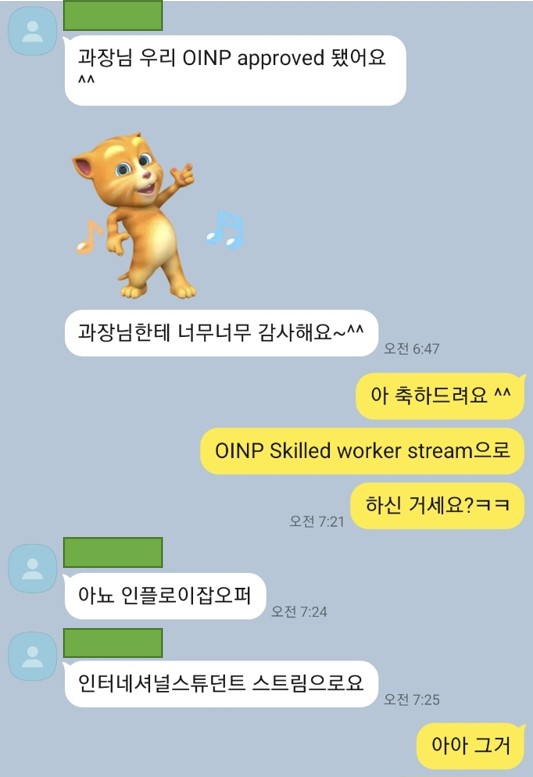 과장님 우리 OINP approved 됐어요
^^
과장님한테 너무너무 감사해요~^^
오전 6:47
아 축하드려요 ^^
OINP Skilled worker stream으로
하신 거세요?ㅋㅋ
오전 7:21
아뇨 인플로이잡오퍼
오전 7:24
인터네셔널스튜던트 스트림으로요
오전 7:25
아아 그거